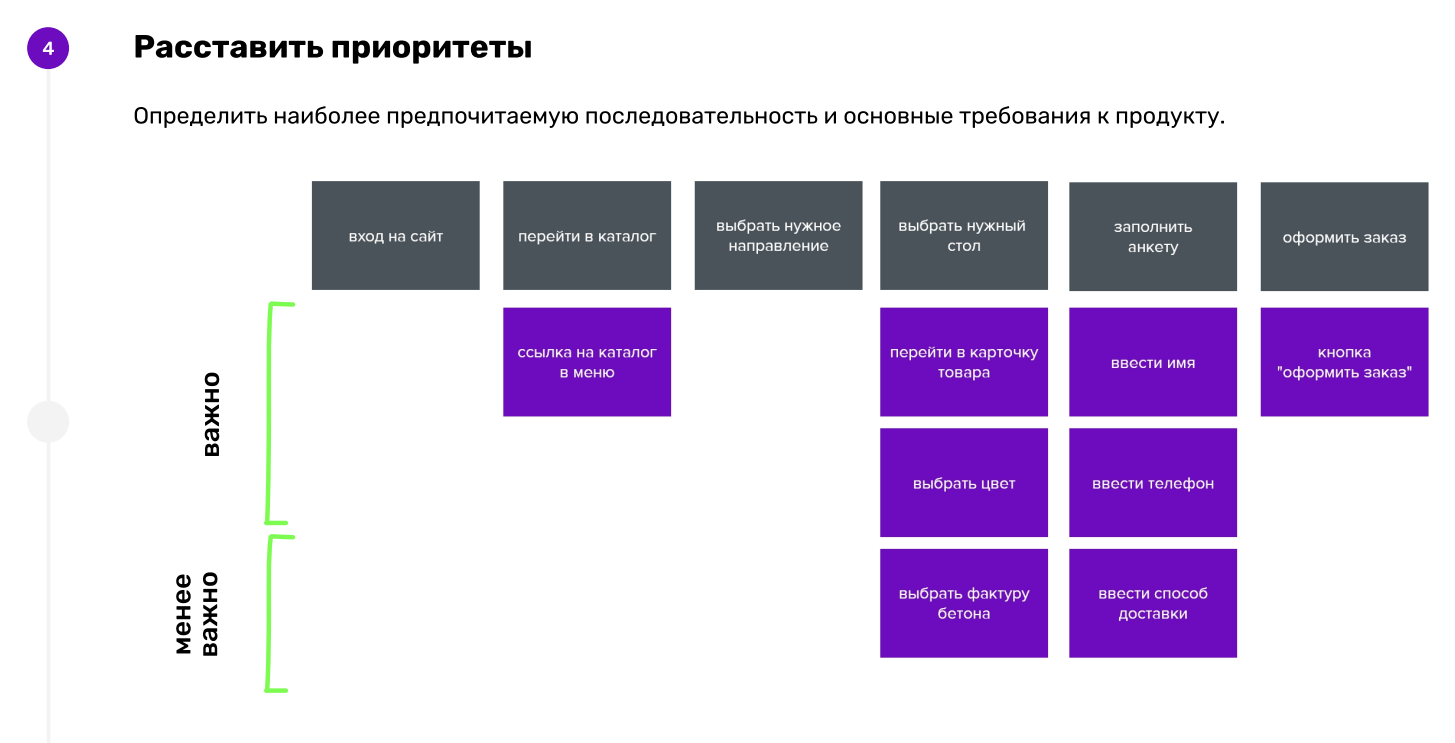 4
Расставить приоритеты
Определить наиболее предпочитаемую последовательность и основные требования к продукту.
вход на сайт
перейти в каталог
выбрать нужное
направление
выбрать нужный
стол
заполнить
анкету
оформить заказ
важно
ссылка на каталог
в меню
перейти в карточку
товара
ввести имя
кнопка
"оформить заказ"
выбрать цвет
ввести телефон
менее
важно
выбрать фактуру
бетона
ввести способ
доставки